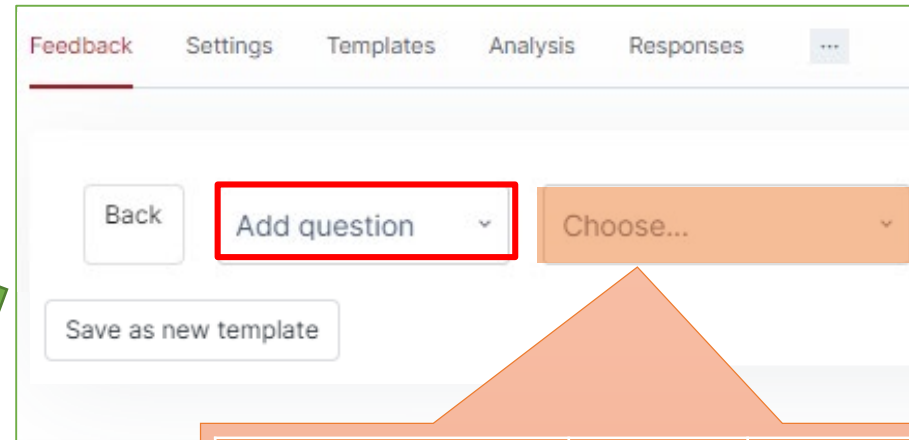 Feedback Settings Templates Analysis Responses ...
Back Add question Choose...
Save as new template